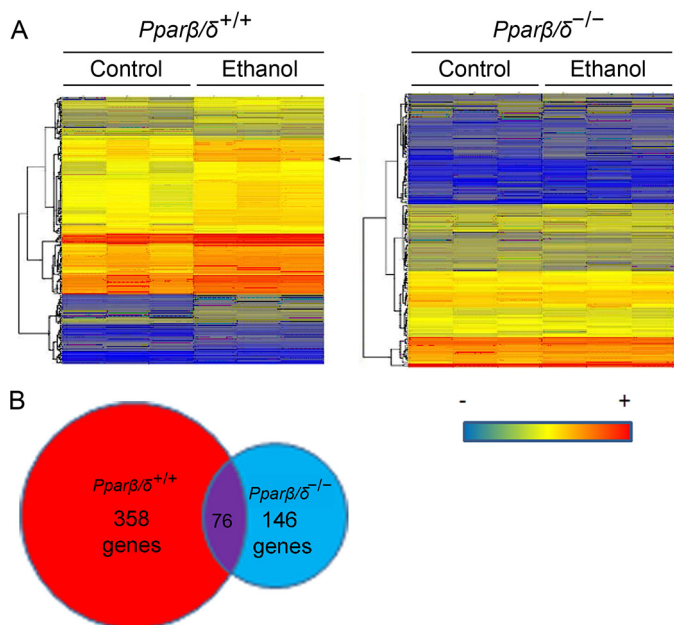 A
Pparβ/δ+/+
Pparβ/δ−/−
Control Ethanol
Control Ethanol
- +
B
Pparβ/δ+/+
358
genes
76
Pparβ/δ−/−
146
genes